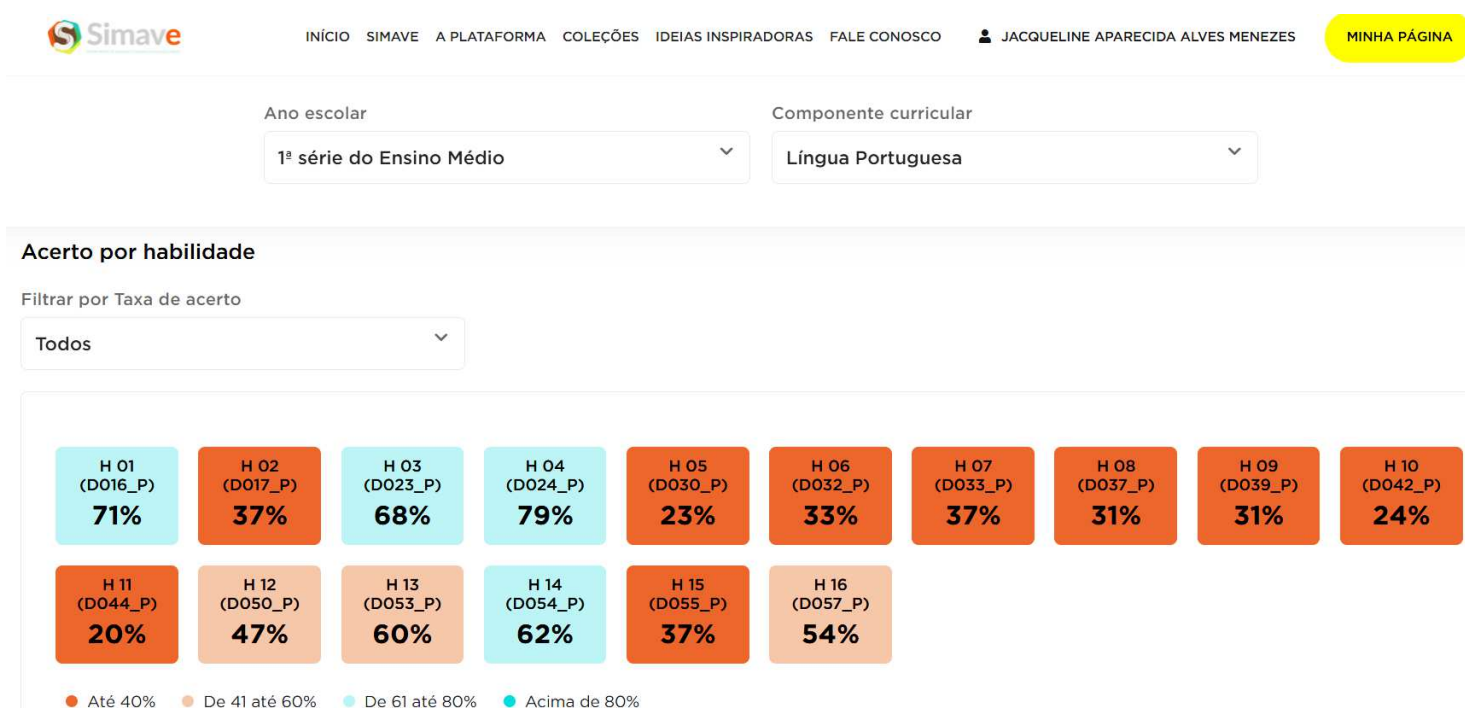 Simave
INÍCIO SIMAVE A PLATAFORMA COLEÇÕES IDEIAS INSPIRADORAS FALE CONOSCO JACQUELINE APARECIDA ALVES MENEZES MINHA PÁGINA
Ano escolar Componente curricular
1ª série do Ensino Médio Língua Portuguesa
Acerto por habilidade
Filtrar por Taxa de acerto
Todos
H 01 H 02 H 03 H 04 H 05 H 06 H 07 H 08 H 09 H 10
(D016_P) (D017_P) (D023_P) (D024_P) (D030_P) (D032_P) (D033_P) (D037_P) (D039_P) (D042_P)
71% 37% 68% 79% 23% 33% 37% 31% 31% 24%
H 11 H 12 H 13 H 14 H 15 H 16
(D044_P) (D050_P) (D053_P) (D054_P) (D055_P) (D057_P)
20% 47% 60% 62% 37% 54%
Até 40% De 41 até 60% De 61 até 80% Acima de 80%